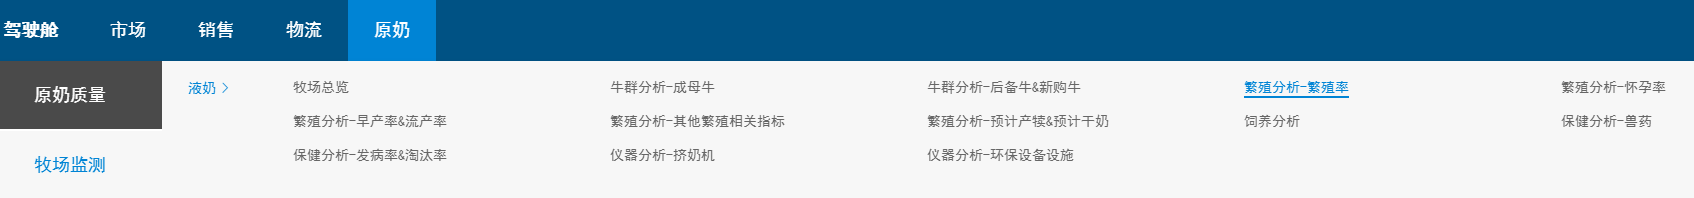 驾驶舱 市场 销售 物流 原奶
原奶质量 液奶 > 牧场总览 牛群分析-成母牛 牛群分析-后备牛&新购牛 繁殖分析-繁殖率 繁殖分析-怀孕率
繁殖分析-早产率&流产率 繁殖分析-其他繁殖相关指标 繁殖分析-预计产犊&预计干奶 饲养分析 保健分析-兽药
牧场监测 保健分析-发病率&淘汰率 仪器分析-挤奶机 仪器分析-环保设备设施